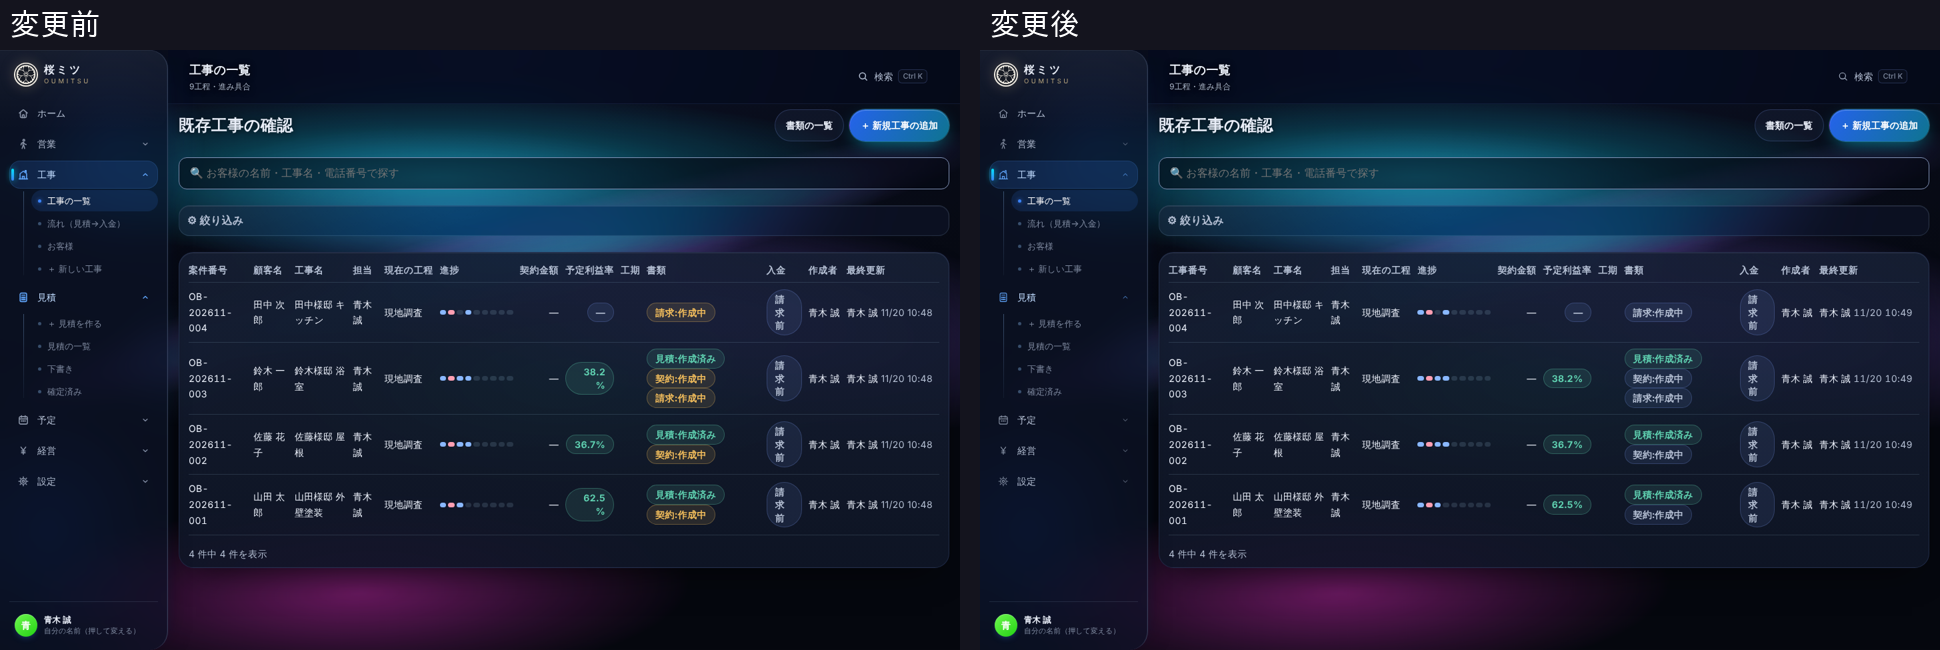 変更前
桜ミツ
OUMITSU
ホーム
営業
工事
工事の一覧
流れ（見積→入金）
お客様
＋ 新しい工事
見積
＋ 見積を作る
見積の一覧
下書き
確定済み
予定
経営
設定
青
青木 誠
自分の名前（押して変える）
工事の一覧
9工程・進み具合
検索 Ctrl K
既存工事の確認
書類の一覧
＋ 新規工事の追加
お客様の名前・工事名・電話番号で探す
絞り込み
案件番号 顧客名 工事名 担当 現在の工程 進捗 契約金額 予定利益率 工期 書類 入金 作成者 最終更新
OB-202611-004 田中 次郎 田中様邸 キッチン 青木 誠 現地調査 — — 請求:作成中 請求前 青木 誠 青木 誠 11/20 10:48
OB-202611-003 鈴木 一郎 鈴木様邸 浴室 青木 誠 現地調査 — 38.2% 見積:作成済み 契約:作成中 請求:作成中 請求前 青木 誠 青木 誠 11/20 10:48
OB-202611-002 佐藤 花子 佐藤様邸 屋根 青木 誠 現地調査 — 36.7% 見積:作成済み 契約:作成中 請求前 青木 誠 青木 誠 11/20 10:48
OB-202611-001 山田 太郎 山田様邸 外壁塗装 青木 誠 現地調査 — 62.5% 見積:作成済み 契約:作成中 請求前 青木 誠 青木 誠 11/20 10:48
4 件中 4 件を表示
変更後
桜ミツ
OUMITSU
ホーム
営業
工事
工事の一覧
流れ（見積→入金）
お客様
＋ 新しい工事
見積
＋ 見積を作る
見積の一覧
下書き
確定済み
予定
経営
設定
青
青木 誠
自分の名前（押して変える）
工事の一覧
9工程・進み具合
検索 Ctrl K
既存工事の確認
書類の一覧
＋ 新規工事の追加
お客様の名前・工事名・電話番号で探す
絞り込み
工事番号 顧客名 工事名 担当 現在の工程 進捗 契約金額 予定利益率 工期 書類 入金 作成者 最終更新
OB-202611-004 田中 次郎 田中様邸 キッチン 青木 誠 現地調査 — — 請求:作成中 請求前 青木 誠 青木 誠 11/20 10:49
OB-202611-003 鈴木 一郎 鈴木様邸 浴室 青木 誠 現地調査 — 38.2% 見積:作成済み 契約:作成中 請求:作成中 請求前 青木 誠 青木 誠 11/20 10:49
OB-202611-002 佐藤 花子 佐藤様邸 屋根 青木 誠 現地調査 — 36.7% 見積:作成済み 契約:作成中 請求前 青木 誠 青木 誠 11/20 10:49
OB-202611-001 山田 太郎 山田様邸 外壁塗装 青木 誠 現地調査 — 62.5% 見積:作成済み 契約:作成中 請求前 青木 誠 青木 誠 11/20 10:49
4 件中 4 件を表示